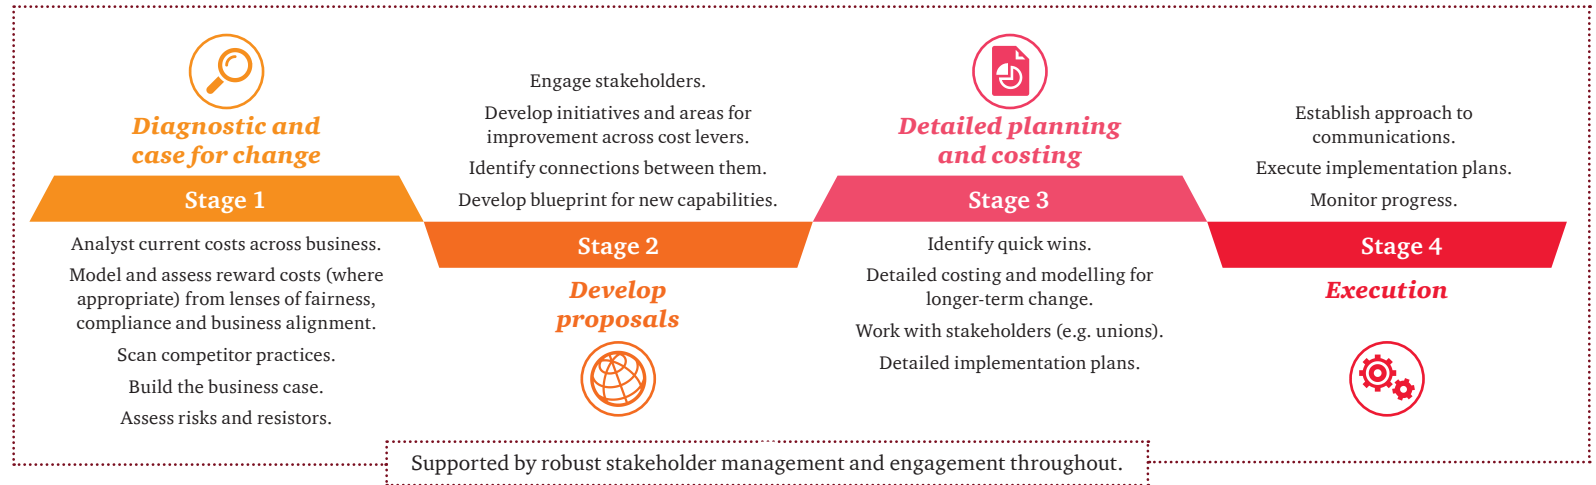 Diagnostic and
case for change
Stage 1
Analyst current costs across business.
Model and assess reward costs (where
appropriate) from lenses of fairness,
compliance and business alignment.
Scan competitor practices.
Build the business case.
Assess risks and resistors.
Engage stakeholders.
Develop initiatives and areas for
improvement across cost levers.
Identify connections between them.
Develop blueprint for new capabilities.
Stage 2
Develop
proposals
Detailed planning
and costing
Stage 3
Identify quick wins.
Detailed costing and modelling for
longer-term change.
Work with stakeholders (e.g. unions).
Detailed implementation plans.
Establish approach to
communications.
Execute implementation plans.
Monitor progress.
Stage 4
Execution
Supported by robust stakeholder management and engagement throughout.